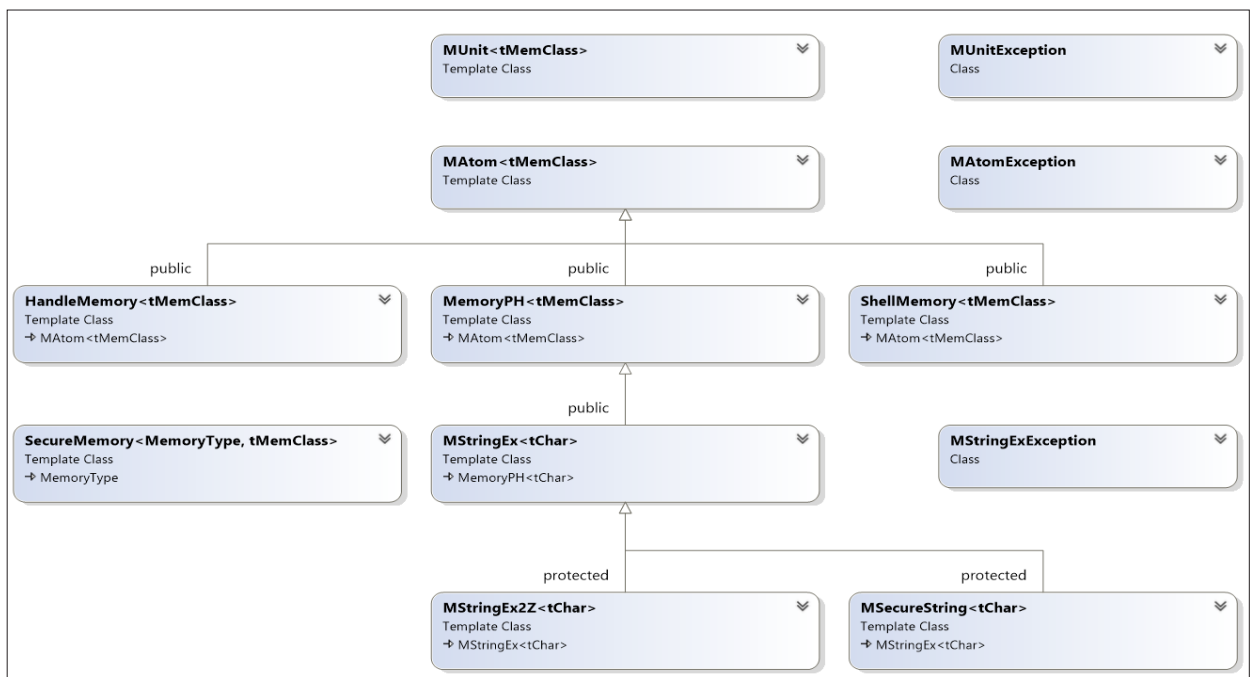 MUnit<tMemClass>
Template Class
MUnitException
Class
MAtom<tMemClass>
Template Class
MAtomException
Class
public
public
public
HandleMemory<tMemClass>
Template Class
MAtom<tMemClass>
MemoryPH<tMemClass>
Template Class
MAtom<tMemClass>
ShellMemory<tMemClass>
Template Class
MAtom<tMemClass>
public
SecureMemory<MemoryType, tMemClass>
Template Class
MemoryType
MStringEx<tChar>
Template Class
MemoryPH<tChar>
MStringExException
Class
protected
protected
MStringEx2Z<tChar>
Template Class
MStringEx<tChar>
MSecureString<tChar>
Template Class
MStringEx<tChar>